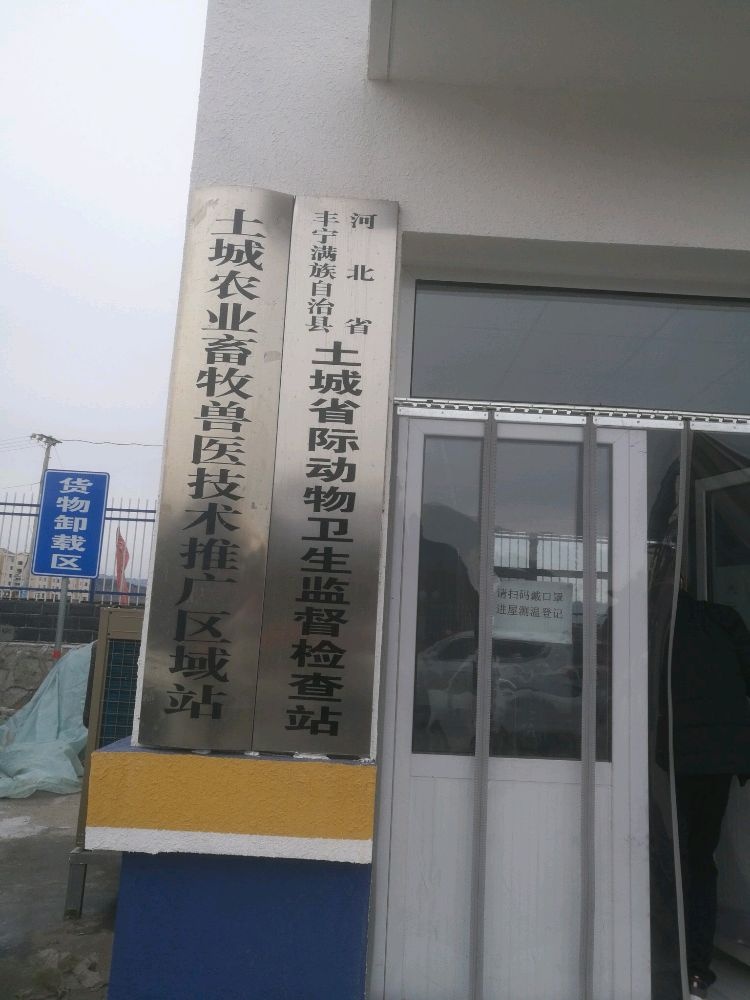 土城农业畜牧兽医技术推广区域站
河北省
丰宁满族自治县
土城省际动物卫生监督检查站
货物卸载区
请扫码戴口罩
进屋测温登记